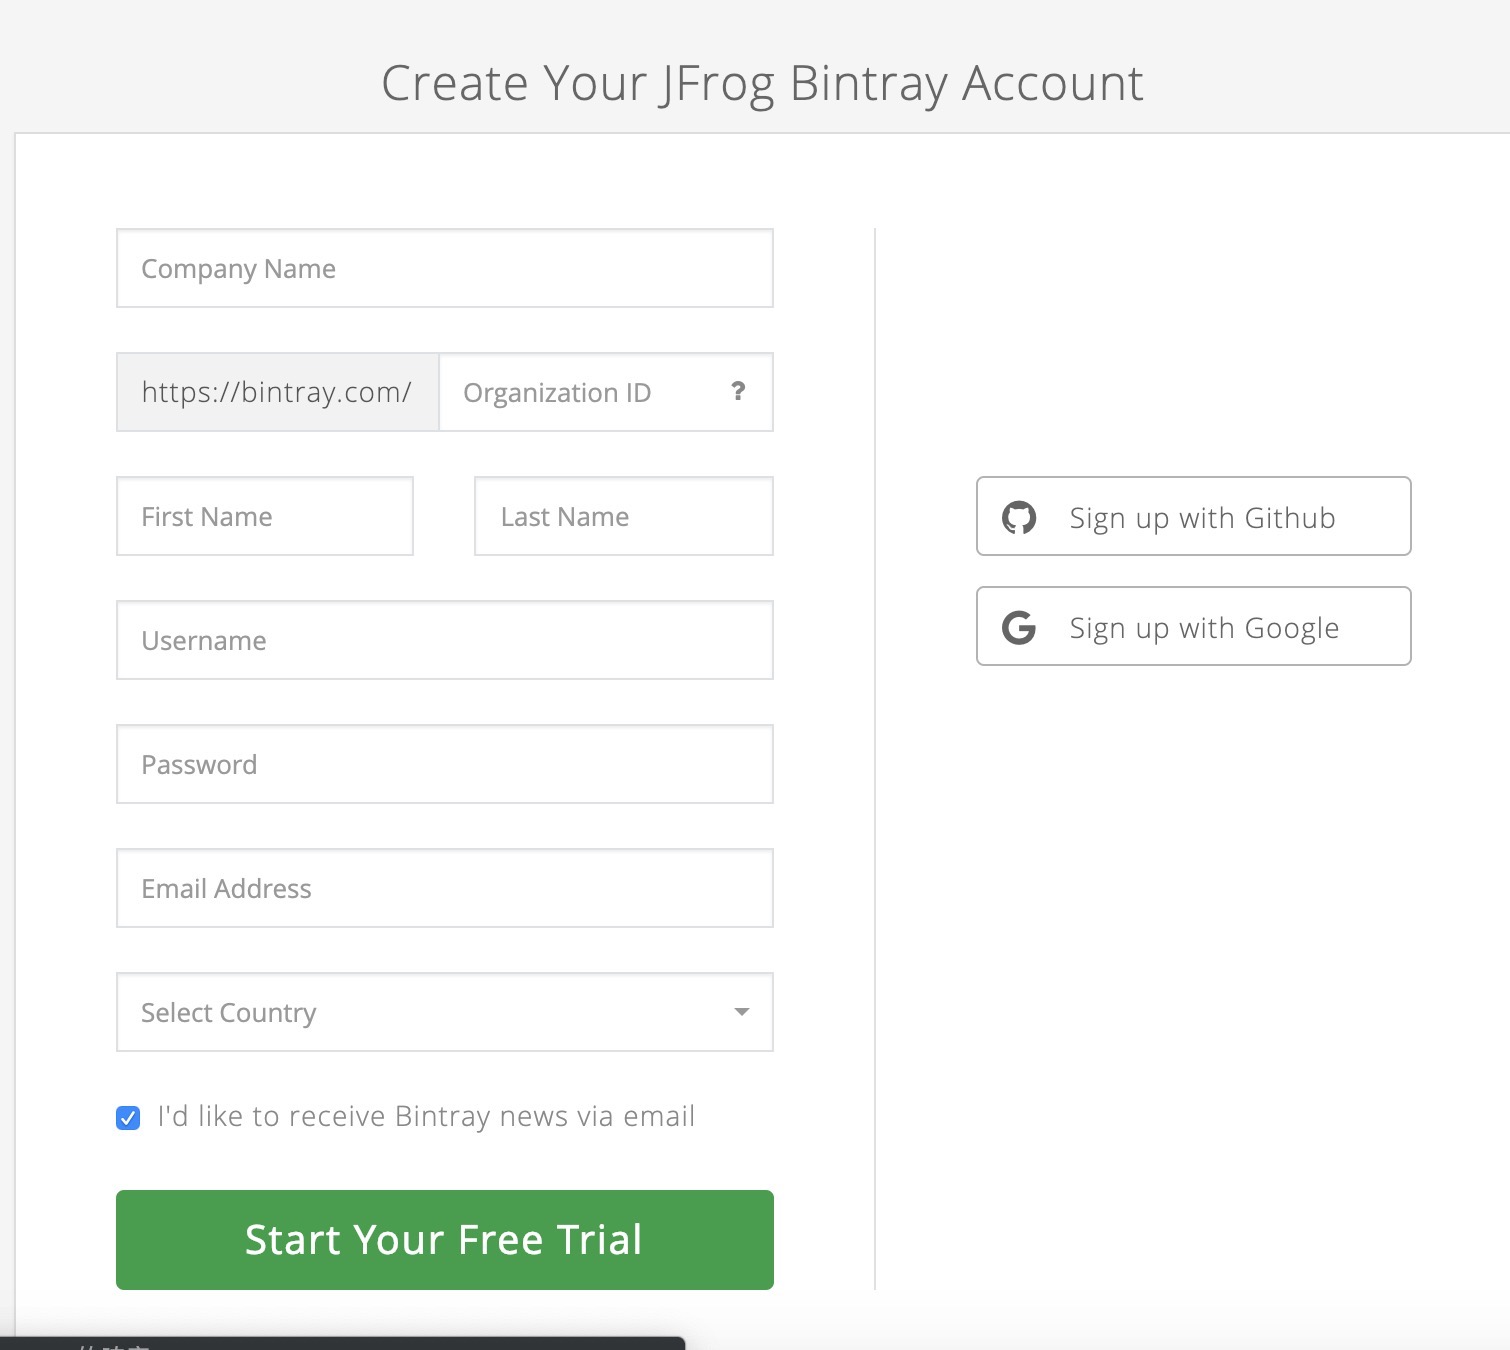 Create Your JFrog Bintray Account
Company Name
https://bintray.com/ Organization ID ?
First Name Last Name
Username
Password
Email Address
Select Country
I'd like to receive Bintray news via email
Start Your Free Trial
Sign up with Github
Sign up with Google